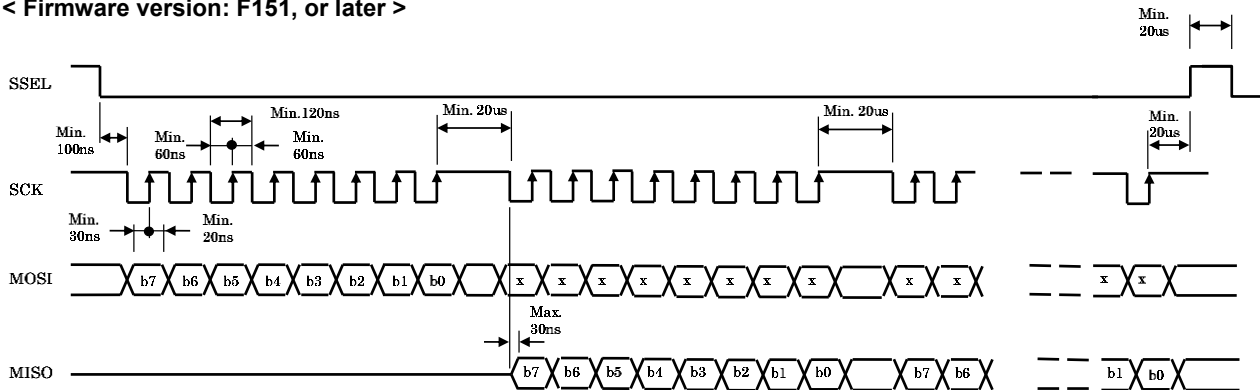 < Firmware version: F151, or later >
Min.
20us
SSEL
Min.
100ns
Min.
60ns
Min.120ns
Min.
60ns
Min. 20us
Min. 20us
Min.
20us
SCK
Min.
30ns
Min.
20ns
MOSI
b7 b6 b5 b4 b3 b2 b1 b0 x x x x x x x x x x x x
Max.
30ns
MISO
b7 b6 b5 b4 b3 b2 b1 b0 b7 b6 b1 b0